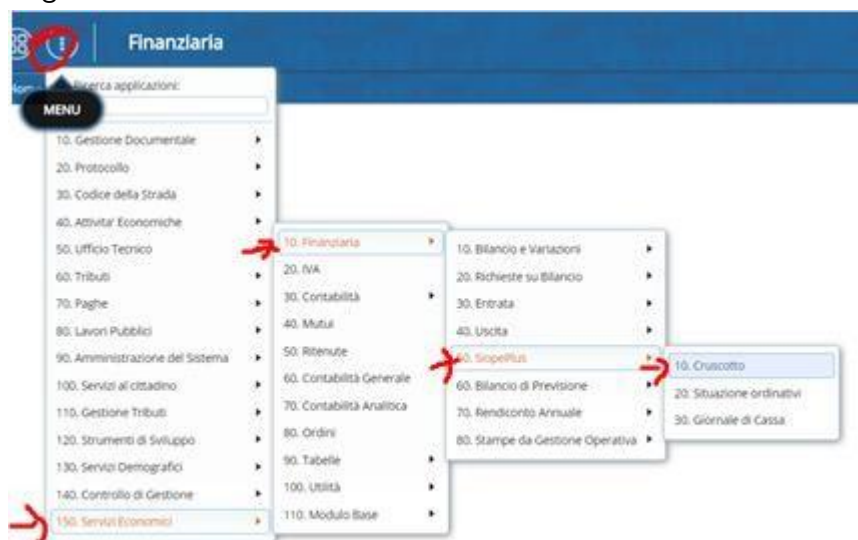 Finanziaria
Ricerca applicazioni:
MENU
10. Gestione Documentale
20. Protocollo
30. Codice della Strada
40. Attivita' Economiche
50. Ufficio Tecnico
60. Tributi
70. Paghe
80. Lavori Pubblici
90. Amministrazione del Sistema
100. Servizi al cittadino
110. Gestione Tributi
120. Strumenti di Sviluppo
130. Servizi Demografici
140. Controllo di Gestione
150. Servizi Economici
10. Finanziaria
20. IVA
30. Contabilità
40. Mutui
50. Ritenute
60. Contabilità Generale
70. Contabilità Analitica
80. Ordini
90. Tabelle
100. Utilità
110. Modulo Base
10. Bilancio e Variazioni
20. Richieste su Bilancio
30. Entrata
40. Uscita
SiopePlus
60. Bilancio di Previsione
70. Rendiconto Annuale
80. Stampe da Gestione Operativa
10. Cruscotto
20. Situazione ordinativi
30. Giornale di Cassa